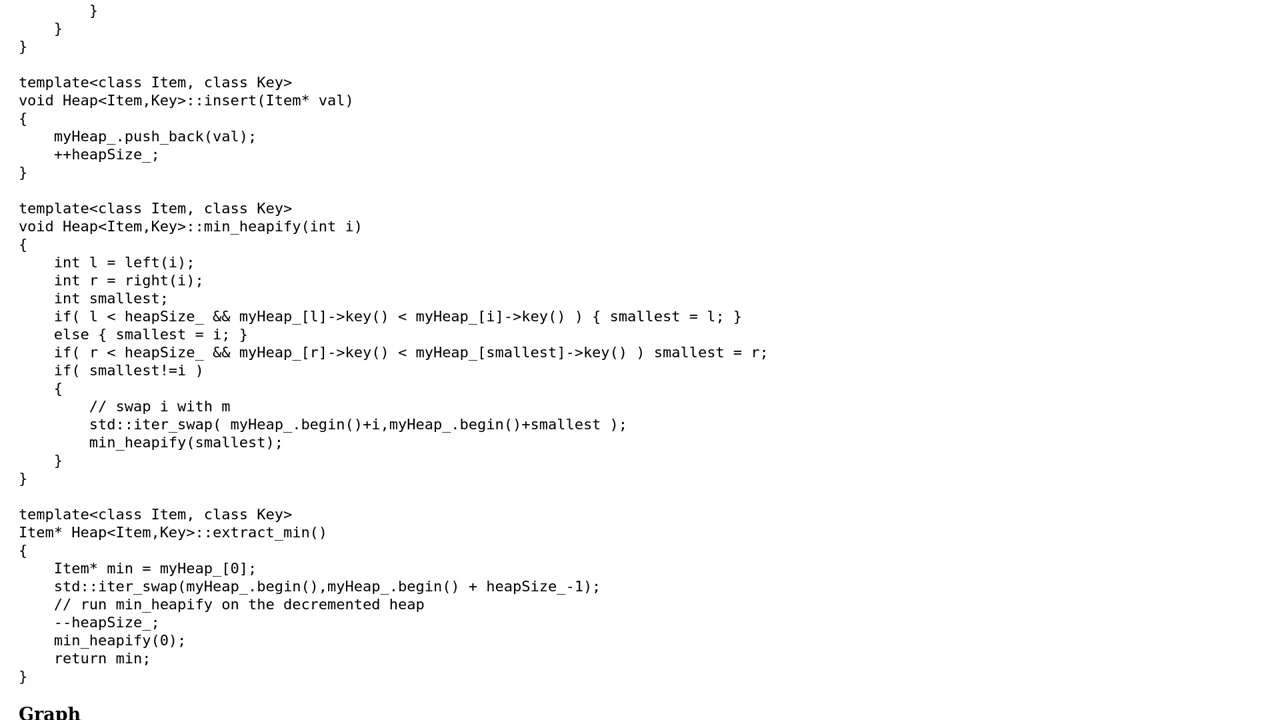 }
    }
}

template<class Item, class Key>
void Heap<Item,Key>::insert(Item* val)
{
    myHeap_.push_back(val);
    ++heapSize_;
}

template<class Item, class Key>
void Heap<Item,Key>::min_heapify(int i)
{
    int l = left(i);
    int r = right(i);
    int smallest;
    if( l < heapSize_ && myHeap_[l]->key() < myHeap_[i]->key() ) { smallest = l; }
    else { smallest = i; }
    if( r < heapSize_ && myHeap_[r]->key() < myHeap_[smallest]->key() ) smallest = r;
    if( smallest!=i )
    {
        // swap i with m
        std::iter_swap( myHeap_.begin()+i,myHeap_.begin()+smallest );
        min_heapify(smallest);
    }
}

template<class Item, class Key>
Item* Heap<Item,Key>::extract_min()
{
    Item* min = myHeap_[0];
    std::iter_swap(myHeap_.begin(),myHeap_.begin() + heapSize_-1);
    // run min_heapify on the decremented heap
    --heapSize_;
    min_heapify(0);
    return min;
}

Graph